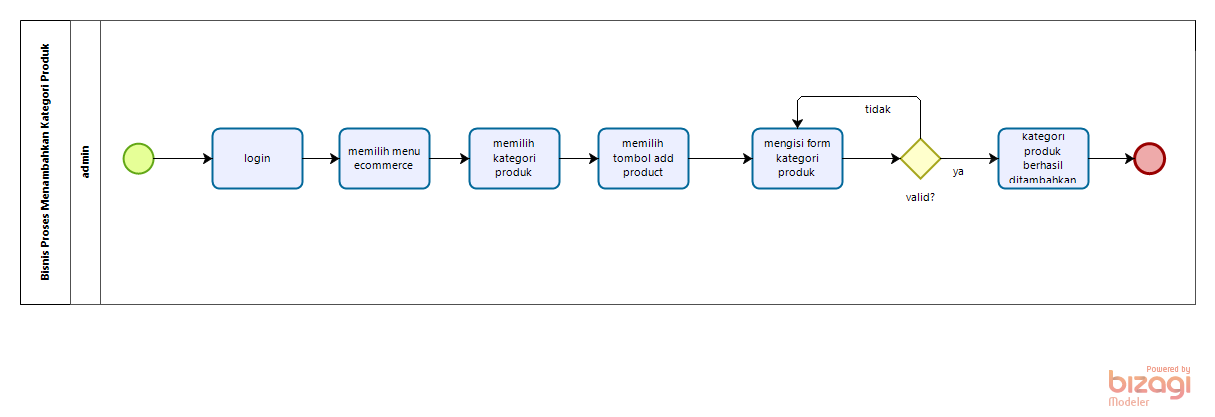 Bisnis Proses Menambahkan Kategori Produk
admin
login
memilih menu
ecommerce
memilih
kategori
produk
memilih
tombol add
product
mengisi form
kategori
produk
tidak
valid?
ya
kategori
produk
berhasil
ditambahkan
Powered by
bizagi
Modeler